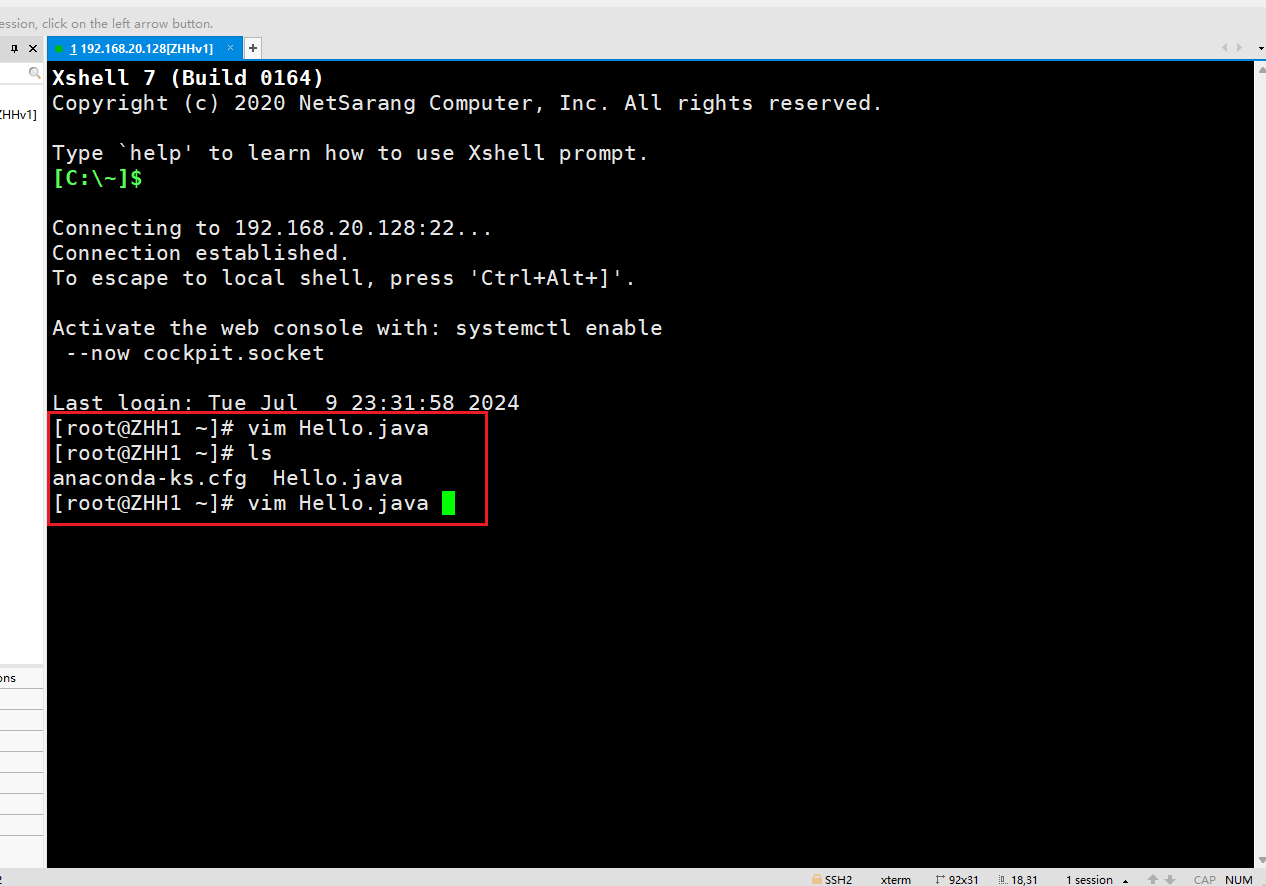 ession, click on the left arrow button.
1 192.168.20.128[ZHHv1] × +
ZHHv1]
Xshell 7 (Build 0164)
Copyright (c) 2020 NetSarang Computer, Inc. All rights reserved.
Type `help' to learn how to use Xshell prompt.
[C:\~]$
Connecting to 192.168.20.128:22...
Connection established.
To escape to local shell, press 'Ctrl+Alt+]'.
Activate the web console with: systemctl enable
 --now cockpit.socket
Last login: Tue Jul  9 23:31:58 2024
[root@ZHH1 ~]# vim Hello.java
[root@ZHH1 ~]# ls
anaconda-ks.cfg  Hello.java
[root@ZHH1 ~]# vim Hello.java
ons
SSH2 xterm 92x31 18,31 1 session CAP NUM